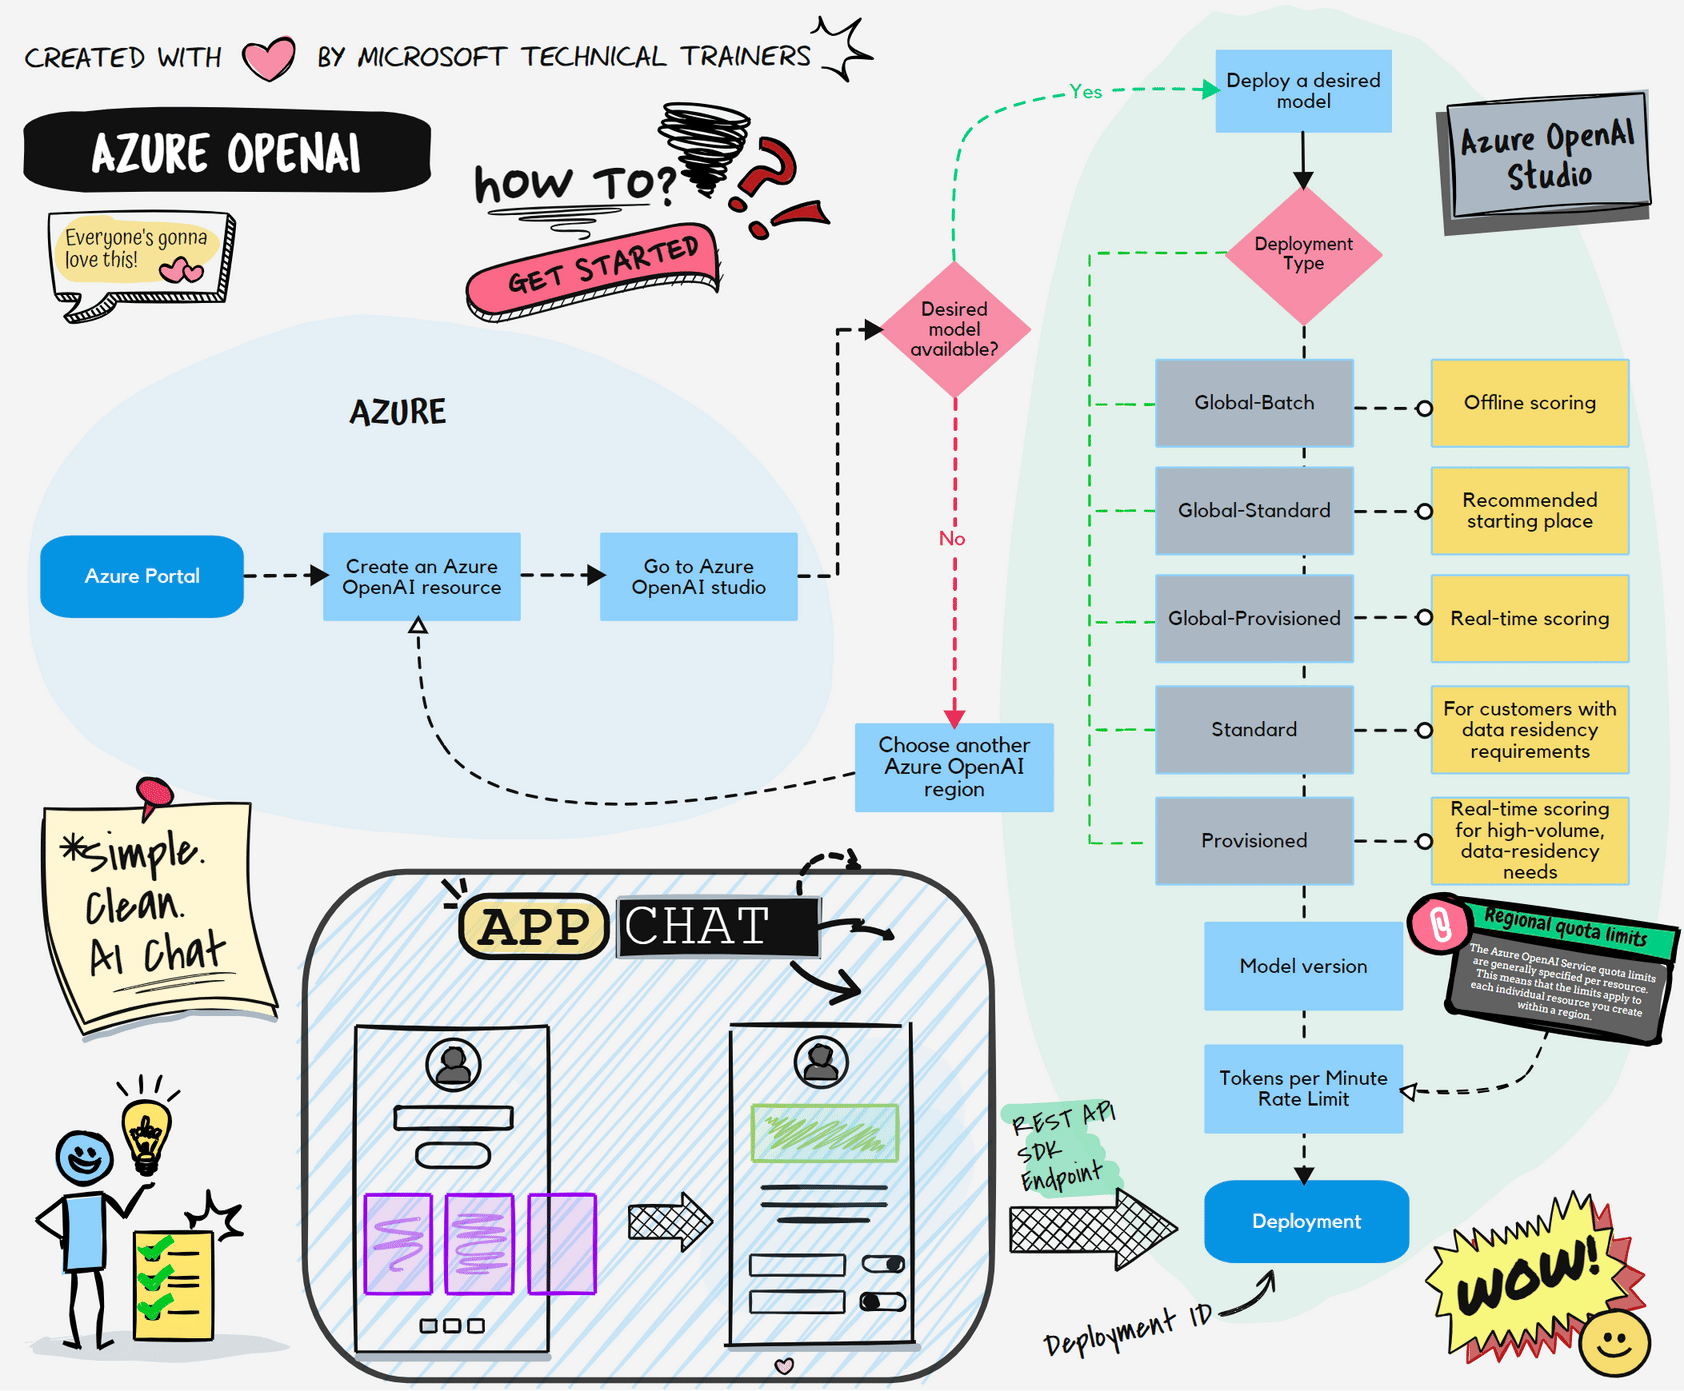 CREATED WITH BY MICROSOFT TECHNICAL TRAINERS
AZURE OPENAI
Everyone's gonna
love this!
HOW TO?
GET STARTED
AZURE
Azure Portal
Create an Azure
OpenAI resource
Go to Azure
OpenAI studio
Desired
model
available?
Yes
No
Choose another
Azure OpenAI
region
Deploy a desired
model
Azure OpenAI
Studio
Deployment
Type
Global-Batch
Offline scoring
Global-Standard
Recommended
starting place
Global-Provisioned
Real-time scoring
Standard
For customers with
data residency
requirements
Provisioned
Real-time scoring
for high-volume,
data-residency
needs
Model version
Regional quota limits
The Azure OpenAI Service quota limits
are generally specified per resource.
This means that the limits apply to
each individual resource you create
within a region.
Tokens per Minute
Rate Limit
Deployment
Deployment ID
REST API
SDK
Endpoint
*Simple.
Clean.
AI Chat
APP CHAT
idea
WOW!